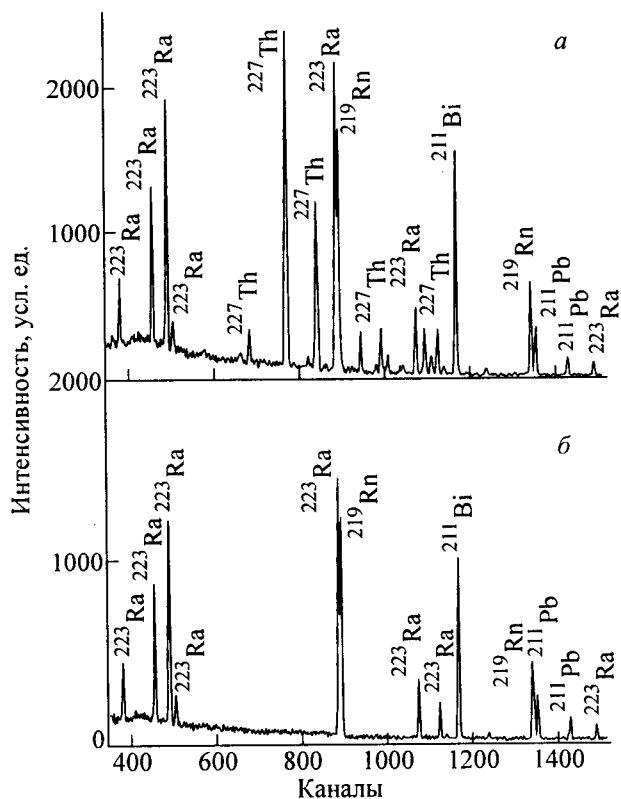 Интенсивность, усл. ед.
а
2000
1000
²²³Ra
²²³Ra
²²³Ra
²²³Ra
²²⁷Th
²²⁷Th
²²⁷Th
²²³Ra
²¹⁹Rn
²²⁷Th
²²³Ra
²²⁷Th
²¹¹Bi
²¹⁹Rn
²¹¹Pb
²¹¹Pb
²²³Ra
б
2000
1000
0
²²³Ra
²²³Ra
²²³Ra
²²³Ra
²²³Ra
²¹⁹Rn
²²³Ra
²²³Ra
²¹¹Bi
²¹⁹Rn
²¹¹Pb
²¹¹Pb
²²³Ra
400 600 800 1000 1200 1400
Каналы